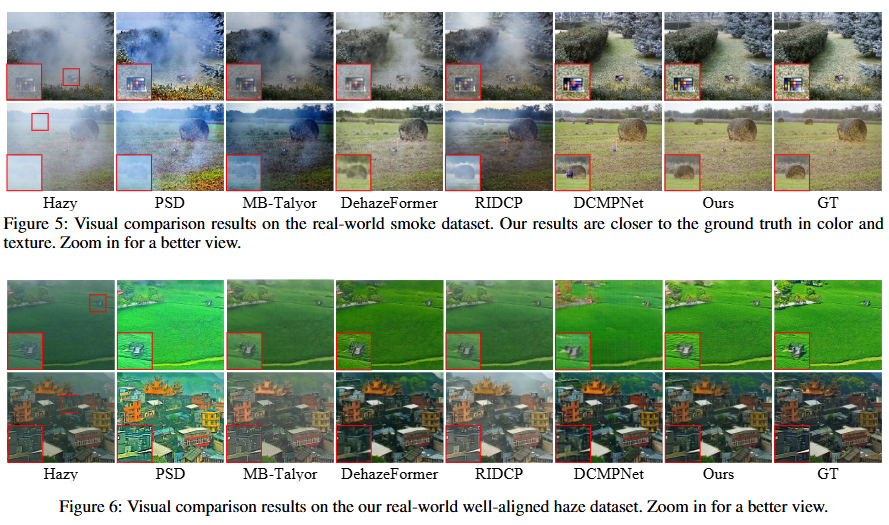 Hazy PSD MB-Talyor DehazeFormer RIDCP DCMPNet Ours GT
Figure 5: Visual comparison results on the real-world smoke dataset. Our results are closer to the ground truth in color and
texture. Zoom in for a better view.
Hazy PSD MB-Talyor DehazeFormer RIDCP DCMPNet Ours GT
Figure 6: Visual comparison results on the our real-world well-aligned haze dataset. Zoom in for a better view.